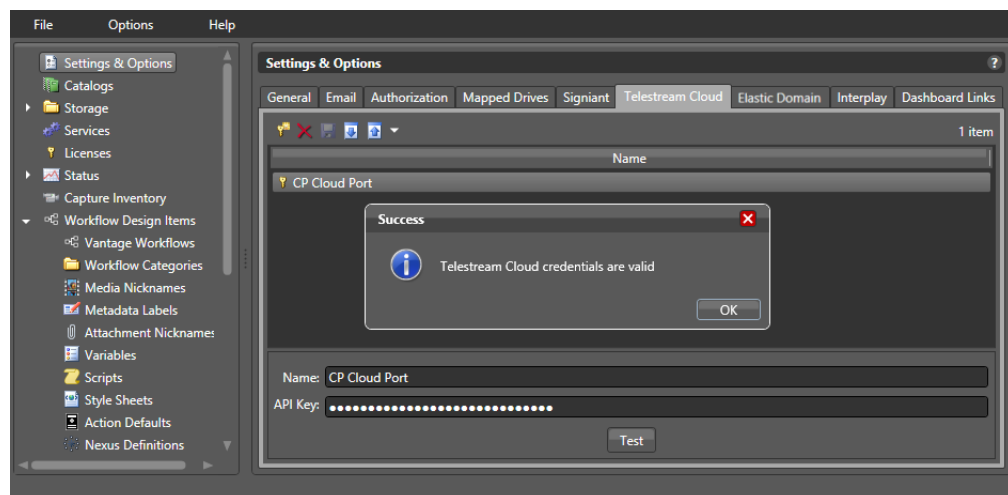 File Options Help
Settings & Options
Catalogs
Storage
Services
Licenses
Status
Capture Inventory
Workflow Design Items
Vantage Workflows
Workflow Categories
Media Nicknames
Metadata Labels
Attachment Nicknames
Variables
Scripts
Style Sheets
Action Defaults
Nexus Definitions
Settings & Options ?
General Email Authorization Mapped Drives Signiant Telestream Cloud Elastic Domain Interplay Dashboard Links
1 item
Name
CP Cloud Port
Success
Telestream Cloud credentials are valid
OK
Name: CP Cloud Port
API Key: •••••••••••••••••••••••••••••
Test